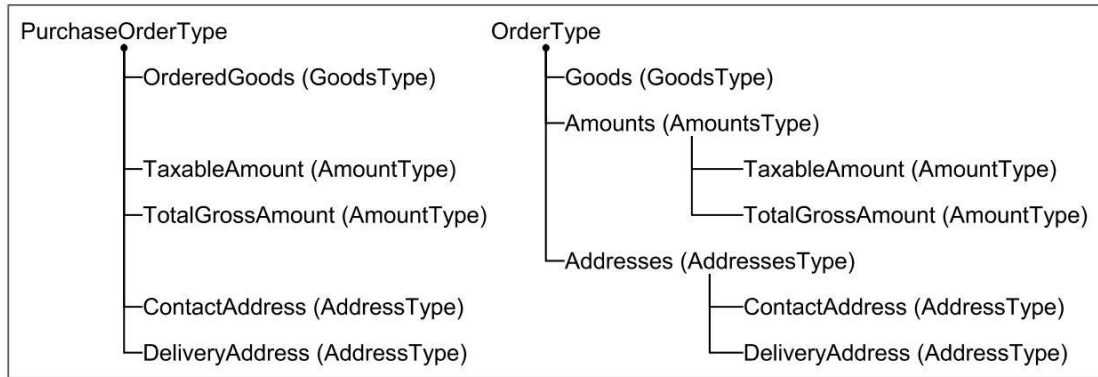 PurchaseOrderType
OrderedGoods (GoodsType)
TaxableAmount (AmountType)
TotalGrossAmount (AmountType)
ContactAddress (AddressType)
DeliveryAddress (AddressType)
OrderType
Goods (GoodsType)
Amounts (AmountsType)
TaxableAmount (AmountType)
TotalGrossAmount (AmountType)
Addresses (AddressesType)
ContactAddress (AddressType)
DeliveryAddress (AddressType)